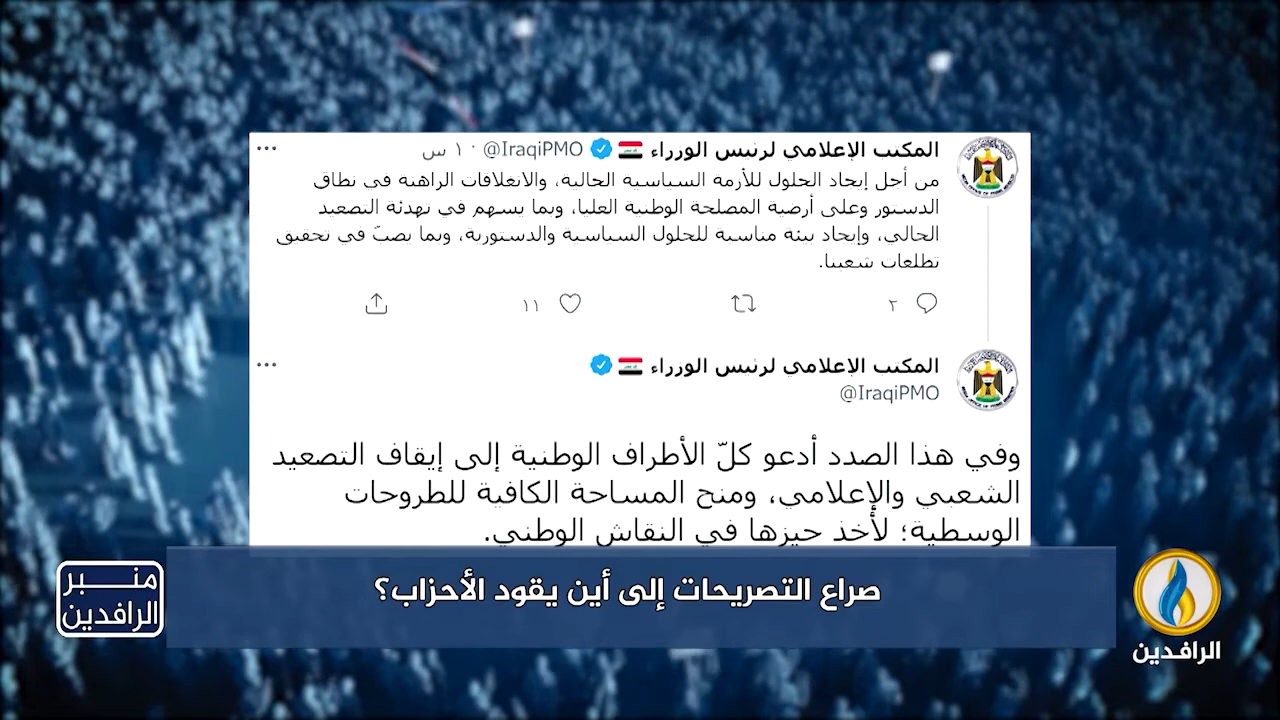 المكتب الإعلامي لرئيس الوزراء @IraqiPMO · ١٠ س
من أجل إيجاد الحلول للأزمة السياسية الحالية، والانغلاقات الراهنة في نطاق
الدستور وعلى أرضية المصلحة الوطنية العليا، وبما يسهم في تهدئة التصعيد
الحالي، وإيجاد بيئة مناسبة للحلول السياسية والدستورية، وبما يصبّ في تحقيق
تطلعات شعبنا.
٢ ١١
المكتب الإعلامي لرئيس الوزراء
@IraqiPMO
وفي هذا الصدد أدعو كلّ الأطراف الوطنية إلى إيقاف التصعيد
الشعبي والإعلامي، ومنح المساحة الكافية للطروحات
الوسطية؛ لأخذ حيزها في النقاش الوطني.
صراع التصريحات إلى أين يقود الأحزاب؟
منبر
الرافدين
الرافدين